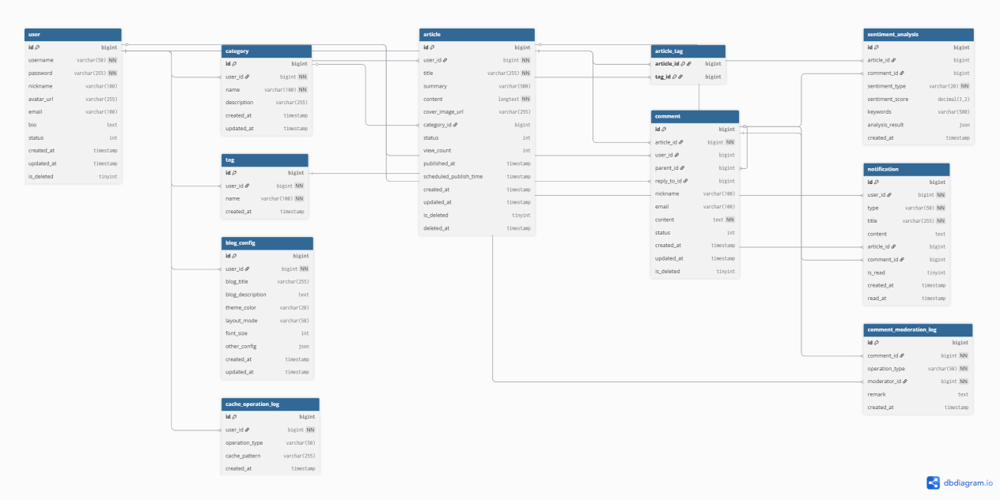 user
id bigint
username varchar(50) NN
password varchar(255) NN
nickname varchar(100)
avatar_url varchar(255)
email varchar(100)
bio text
status int
created_at timestamp
updated_at timestamp
is_deleted tinyint
category
id bigint
user_id bigint NN
name varchar(100) NN
description varchar(255)
created_at timestamp
updated_at timestamp
tag
id bigint
user_id bigint NN
name varchar(100) NN
created_at timestamp
blog_config
id bigint
user_id bigint NN
blog_title varchar(255)
blog_description text
theme_color varchar(20)
layout_mode varchar(50)
font_size int
other_config json
created_at timestamp
updated_at timestamp
cache_operation_log
id bigint
user_id bigint NN
operation_type varchar(50)
cache_pattern varchar(255)
created_at timestamp
article
id bigint
user_id bigint NN
title varchar(255) NN
summary varchar(500)
content longtext NN
cover_image_url varchar(255)
category_id bigint
status int
view_count int
published_at timestamp
scheduled_publish_time timestamp
created_at timestamp
updated_at timestamp
is_deleted tinyint
deleted_at timestamp
article_tag
article_id bigint
tag_id bigint
comment
id bigint
article_id bigint NN
user_id bigint
parent_id bigint
reply_to_id bigint
nickname varchar(100)
email varchar(100)
content text NN
status int
created_at timestamp
updated_at timestamp
is_deleted tinyint
sentiment_analysis
id bigint
article_id bigint
comment_id bigint
sentiment_type varchar(20) NN
sentiment_score decimal(3,2)
keywords varchar(500)
analysis_result json
created_at timestamp
notification
id bigint
user_id bigint NN
type varchar(50) NN
title varchar(255) NN
content text
article_id bigint
comment_id bigint
is_read tinyint
created_at timestamp
read_at timestamp
comment_moderation_log
id bigint
comment_id bigint NN
operation_type varchar(50) NN
moderator_id bigint NN
remark text
created_at timestamp
dbdiagram.io